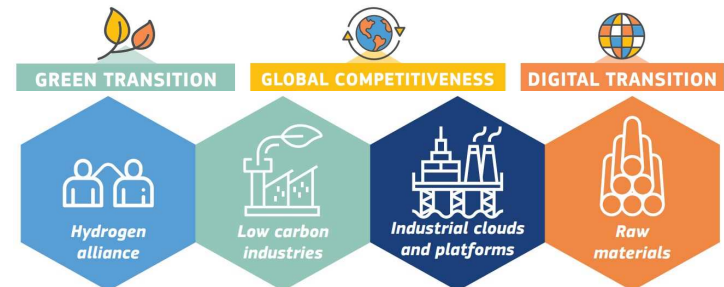 GREEN TRANSITION
GLOBAL COMPETITIVENESS
DIGITAL TRANSITION
Hydrogen
alliance
Low carbon
industries
Industrial clouds
and platforms
Raw
materials